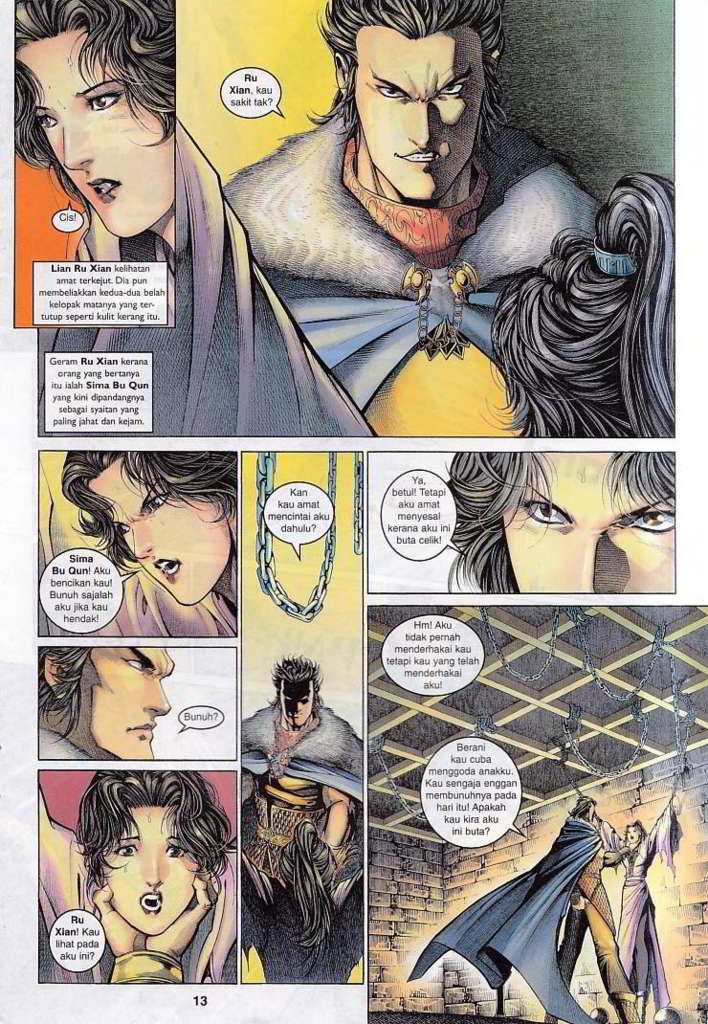 Ru
Xian, kau
sakit tak?
Cis!
Lian Ru Xian kelihatan
amat terkejut. Dia pun
membeliakkan kedua-dua belah
kelopak matanya yang ter-
tutup seperti kulit kerang itu.
Geram Ru Xian kerana
orang yang bertanya
itu ialah Sima Bu Qun
yang kini dipandangnya
sebagai syaitan yang
paling jahat dan kejam.
Sima
Bu Qun! Aku
bencikan kau!
Bunuh sajalah
aku jika kau
hendak!
Bunuh?
Ru
Xian! Kau
lihat pada
aku ini?
Kan
kau amat
mencintai aku
dahulu?
Ya,
betul! Tetapi
aku amat
menyesal
kerana aku ini
buta celik!
Hm! Aku
tidak pernah
menderhakai kau
tetapi kau yang telah
menderhakai
aku!
Berani
kau cuba
menggoda anakku.
Kau sengaja enggan
membunuhnya pada
hari itu! Apakah
kau kira aku
ini buta?
13